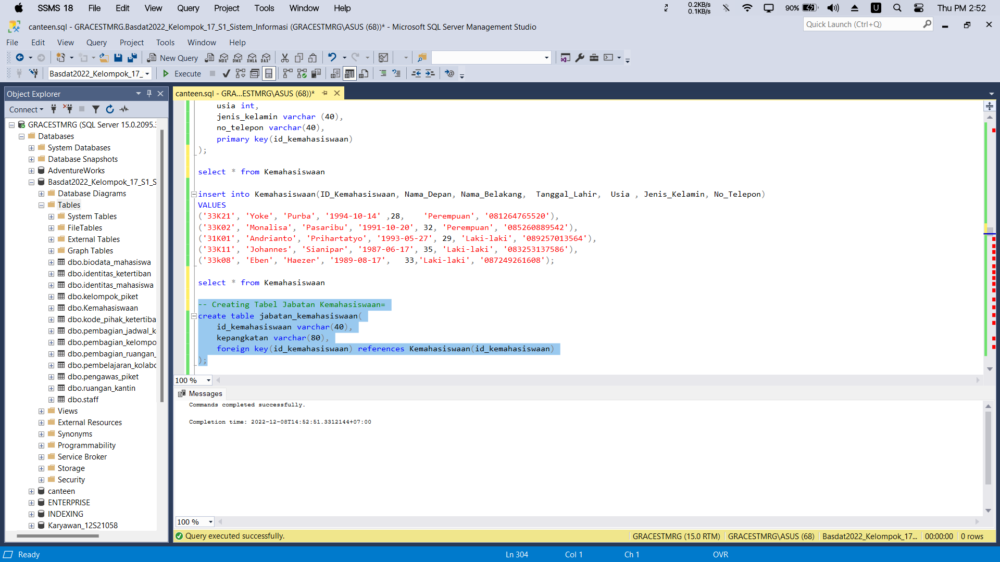 SSMS 18 File Edit View Query Project Tools Window Help
0.2KB/s
0.1KB/s
90%
U
Thu PM 2:52
canteen.sql - GRACESTMRG.Basdat2022_Kelompok_17_S1_Sistem_Informasi (GRACESTMRG\ASUS (68))* - Microsoft SQL Server Management Studio
Quick Launch (Ctrl+Q)
File Edit View Query Project Tools Window Help
New Query
MDX DMX XMLA DAX
Basdat2022_Kelompok_17_
Execute
Object Explorer
canteen.sql - GRA...ESTMRG\ASUS (68))*
Connect
GRACESTMRG (SQL Server 15.0.2095.3
Databases
System Databases
Database Snapshots
AdventureWorks
Basdat2022_Kelompok_17_S1_S
Database Diagrams
Tables
System Tables
FileTables
External Tables
Graph Tables
dbo.biodata_mahasiswa
dbo.identitas_ketertiban
dbo.identitas_mahasiswa
dbo.kelompok_piket
dbo.Kemahasiswaan
dbo.kode_pihak_ketertiba
dbo.pembagian_jadwal_k
dbo.pembagian_kelompo
dbo.pembagian_ruangan_
dbo.pembelajaran_kolabo
dbo.pengawas_piket
dbo.ruangan_kantin
dbo.staff
Views
External Resources
Synonyms
Programmability
Service Broker
Storage
Security
canteen
ENTERPRISE
INDEXING
Karyawan_12S21058
usia int,
jenis_kelamin varchar (40),
no_telepon varchar(40),
primary key(id_kemahasiswaan)
);
select * from Kemahasiswaan
insert into Kemahasiswaan(ID_Kemahasiswaan, Nama_Depan, Nama_Belakang,  Tanggal_Lahir,  Usia , Jenis_Kelamin, No_Telepon)
VALUES
('33K21', 'Yoke', 'Purba', '1994-10-14' ,28,    'Perempuan', '081264765520'),
('33K02', 'Monalisa', 'Pasaribu', '1991-10-20', 32, 'Perempuan', '085260889542'),
('31K01', 'Andrianto', 'Prihartatyo', '1993-05-27', 29, 'Laki-laki', '089257013564'),
('33K11', 'Johannes', 'Sianipar', '1987-06-17', 35, 'Laki-laki', '083253137586'),
('33k08', 'Eben', 'Haezer', '1989-08-17',   33,'Laki-laki', '087249261608');
select * from Kemahasiswaan
-- Creating Tabel Jabatan Kemahasiswaan=
create table jabatan_kemahasiswaan(
id_kemahasiswaan varchar(40),
kepangkatan varchar(80),
foreign key(id_kemahasiswaan) references Kemahasiswaan(id_kemahasiswaan)
);
100 %
Messages
Commands completed successfully.
Completion time: 2022-12-08T14:52:51.3312144+07:00
100 %
Query executed successfully.
GRACESTMRG (15.0 RTM) GRACESTMRG\ASUS (68) Basdat2022_Kelompok_17... 00:00:00 0 rows
Ready
Ln 304 Col 1 Ch 1 OVR